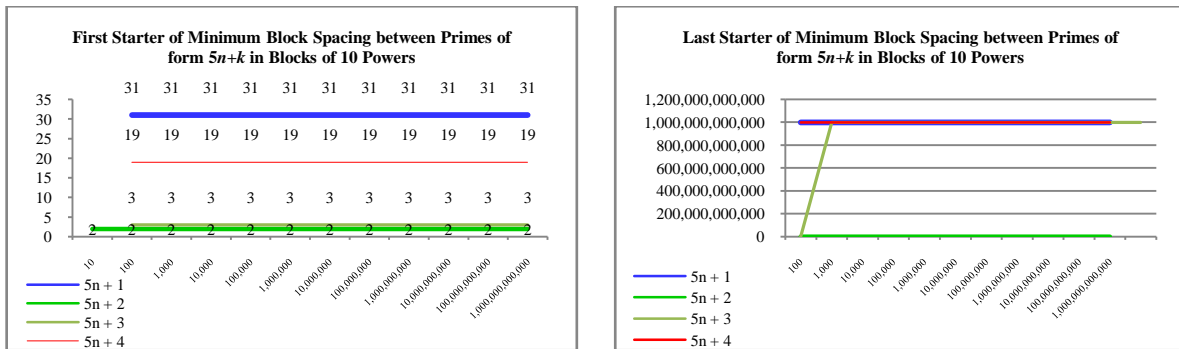 First Starter of Minimum Block Spacing between Primes of
form 5n+k in Blocks of 10 Powers
31 31 31 31 31 31 31 31 31 31
35
30
25
19 19 19 19 19 19 19 19 19 19
20
15
10
3 3 3 3 3 3 3 3 3 3
5
2 2 2 2 2 2 2 2 2 2 2
0
10
100
1,000
10,000
100,000
1,000,000
10,000,000
100,000,000
1,000,000,000
10,000,000,000
100,000,000,000
1,000,000,000,000
5n + 1
5n + 2
5n + 3
5n + 4
Last Starter of Minimum Block Spacing between Primes of
form 5n+k in Blocks of 10 Powers
1,200,000,000,000
1,000,000,000,000
800,000,000,000
600,000,000,000
400,000,000,000
200,000,000,000
0
100
1,000
10,000
100,000
1,000,000
10,000,000
100,000,000
1,000,000,000
10,000,000,000
100,000,000,000
1,000,000,000,000
5n + 1
5n + 2
5n + 3
5n + 4